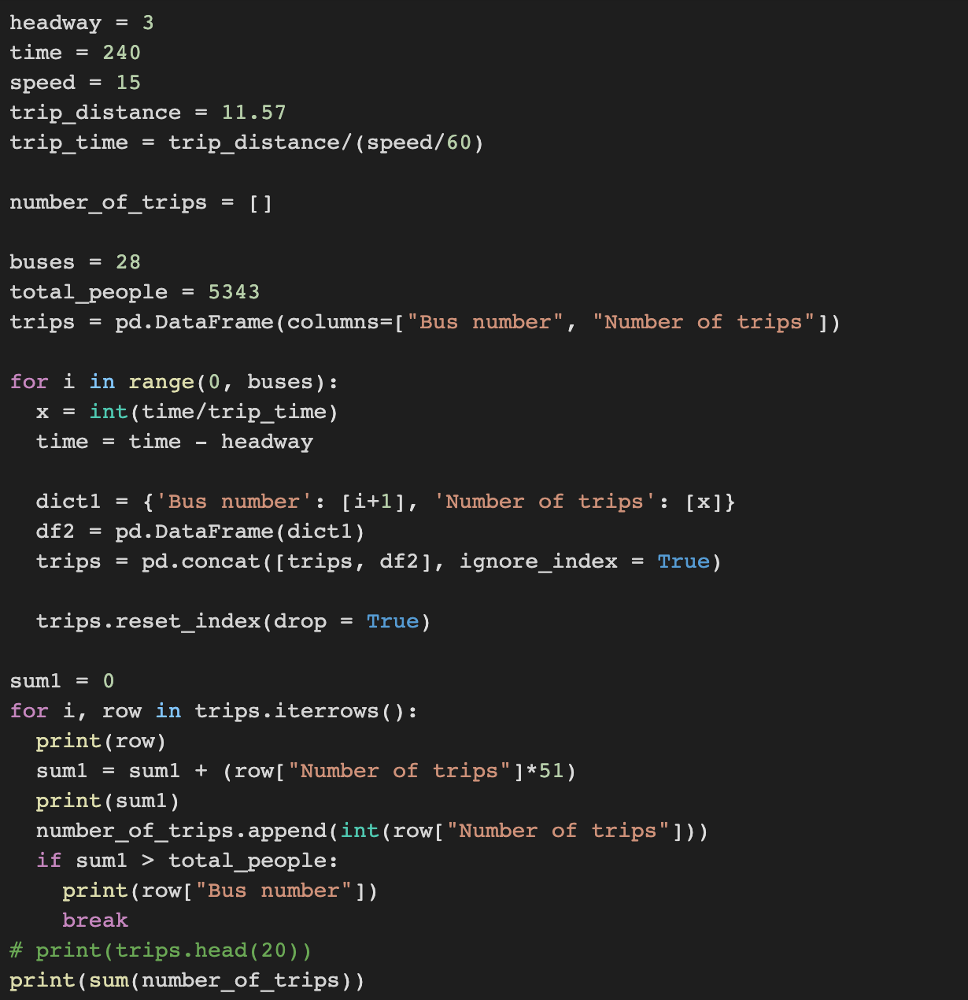 headway = 3
time = 240
speed = 15
trip_distance = 11.57
trip_time = trip_distance/(speed/60)
number_of_trips = []
buses = 28
total_people = 5343
trips = pd.DataFrame(columns=["Bus number", "Number of trips"])
for i in range(0, buses):
  x = int(time/trip_time)
  time = time - headway
  dict1 = {'Bus number': [i+1], 'Number of trips': [x]}
  df2 = pd.DataFrame(dict1)
  trips = pd.concat([trips, df2], ignore_index = True)
  trips.reset_index(drop = True)
sum1 = 0
for i, row in trips.iterrows():
  print(row)
  sum1 = sum1 + (row["Number of trips"]*51)
  print(sum1)
  number_of_trips.append(int(row["Number of trips"]))
  if sum1 > total_people:
    print(row["Bus number"])
    break
# print(trips.head(20))
print(sum(number_of_trips))